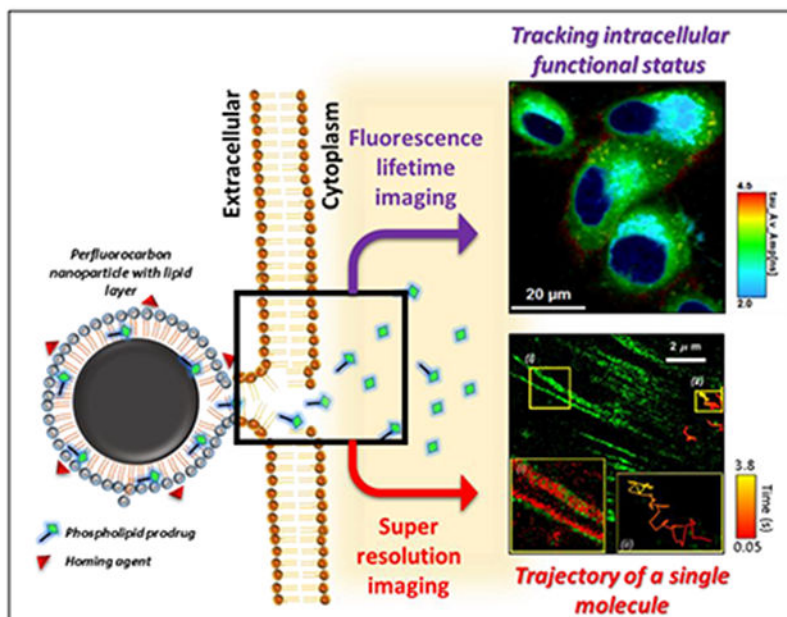 Tracking intracellular
functional status
Extracellular
Cytoplasm
Fluorescence
lifetime
imaging
Perfluorocarbon
nanoparticle with lipid
layer
20 μm
4.5
tau_Av_Amp[ns]
2.0
2 μm
(i)
(ii)
(i)
(ii)
3.8
Time (s)
0.05
Phospholipid prodrug
Homing agent
Super
resolution
imaging
Trajectory of a single
molecule